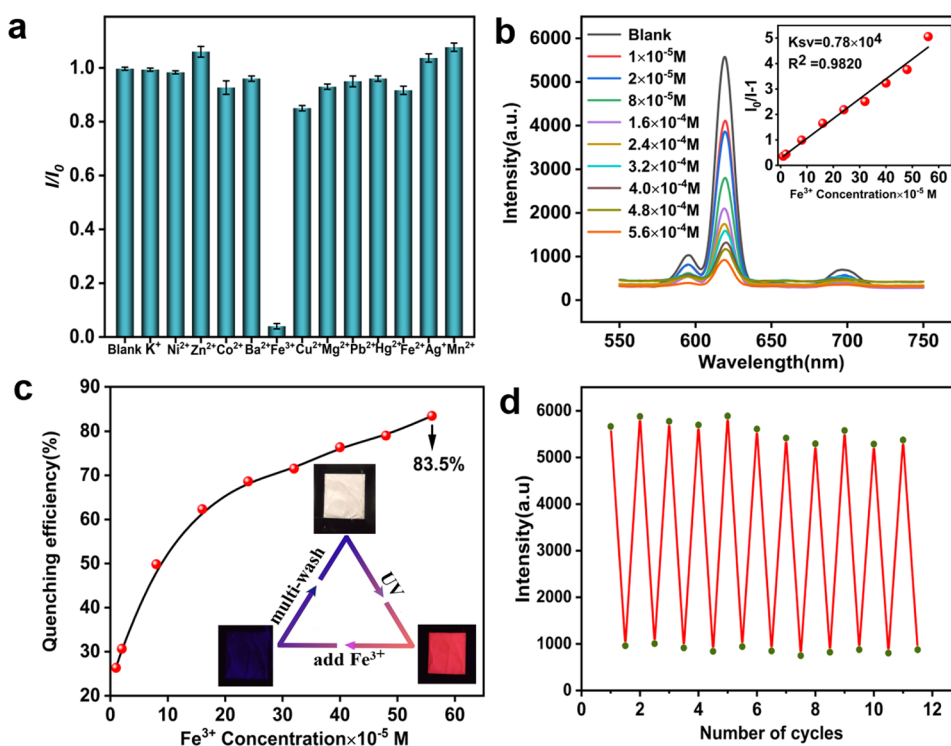 a
I/I₀
1.0
0.8
0.6
0.4
0.2
0.0
Blank K⁺ Ni²⁺ Zn²⁺ Co²⁺ Ba²⁺ Fe³⁺ Cu²⁺ Mg²⁺ Pb²⁺ Hg²⁺ Fe²⁺ Ag⁺ Mn²⁺
b
Intensity(a.u.)
6000
5000
4000
3000
2000
1000
0
Blank
1×10⁻⁵M
2×10⁻⁵M
8×10⁻⁵M
1.6×10⁻⁴M
2.4×10⁻⁴M
3.2×10⁻⁴M
4.0×10⁻⁴M
4.8×10⁻⁴M
5.6×10⁻⁴M
550 600 650 700 750
Wavelength(nm)
I₀/I-1
5
4
3
2
1
0
Ksv=0.78×10⁴
R² =0.9820
0 10 20 30 40 50 60
Fe³⁺ Concentration×10⁻⁵ M
c
Quenching efficiency(%)
90
80
70
60
50
40
30
20
83.5%
multi-wash
UV
add Fe³⁺
0 10 20 30 40 50 60
Fe³⁺ Concentration×10⁻⁵ M
d
Intensity(a.u)
6000
5000
4000
3000
2000
1000
0
0 2 4 6 8 10 12
Number of cycles